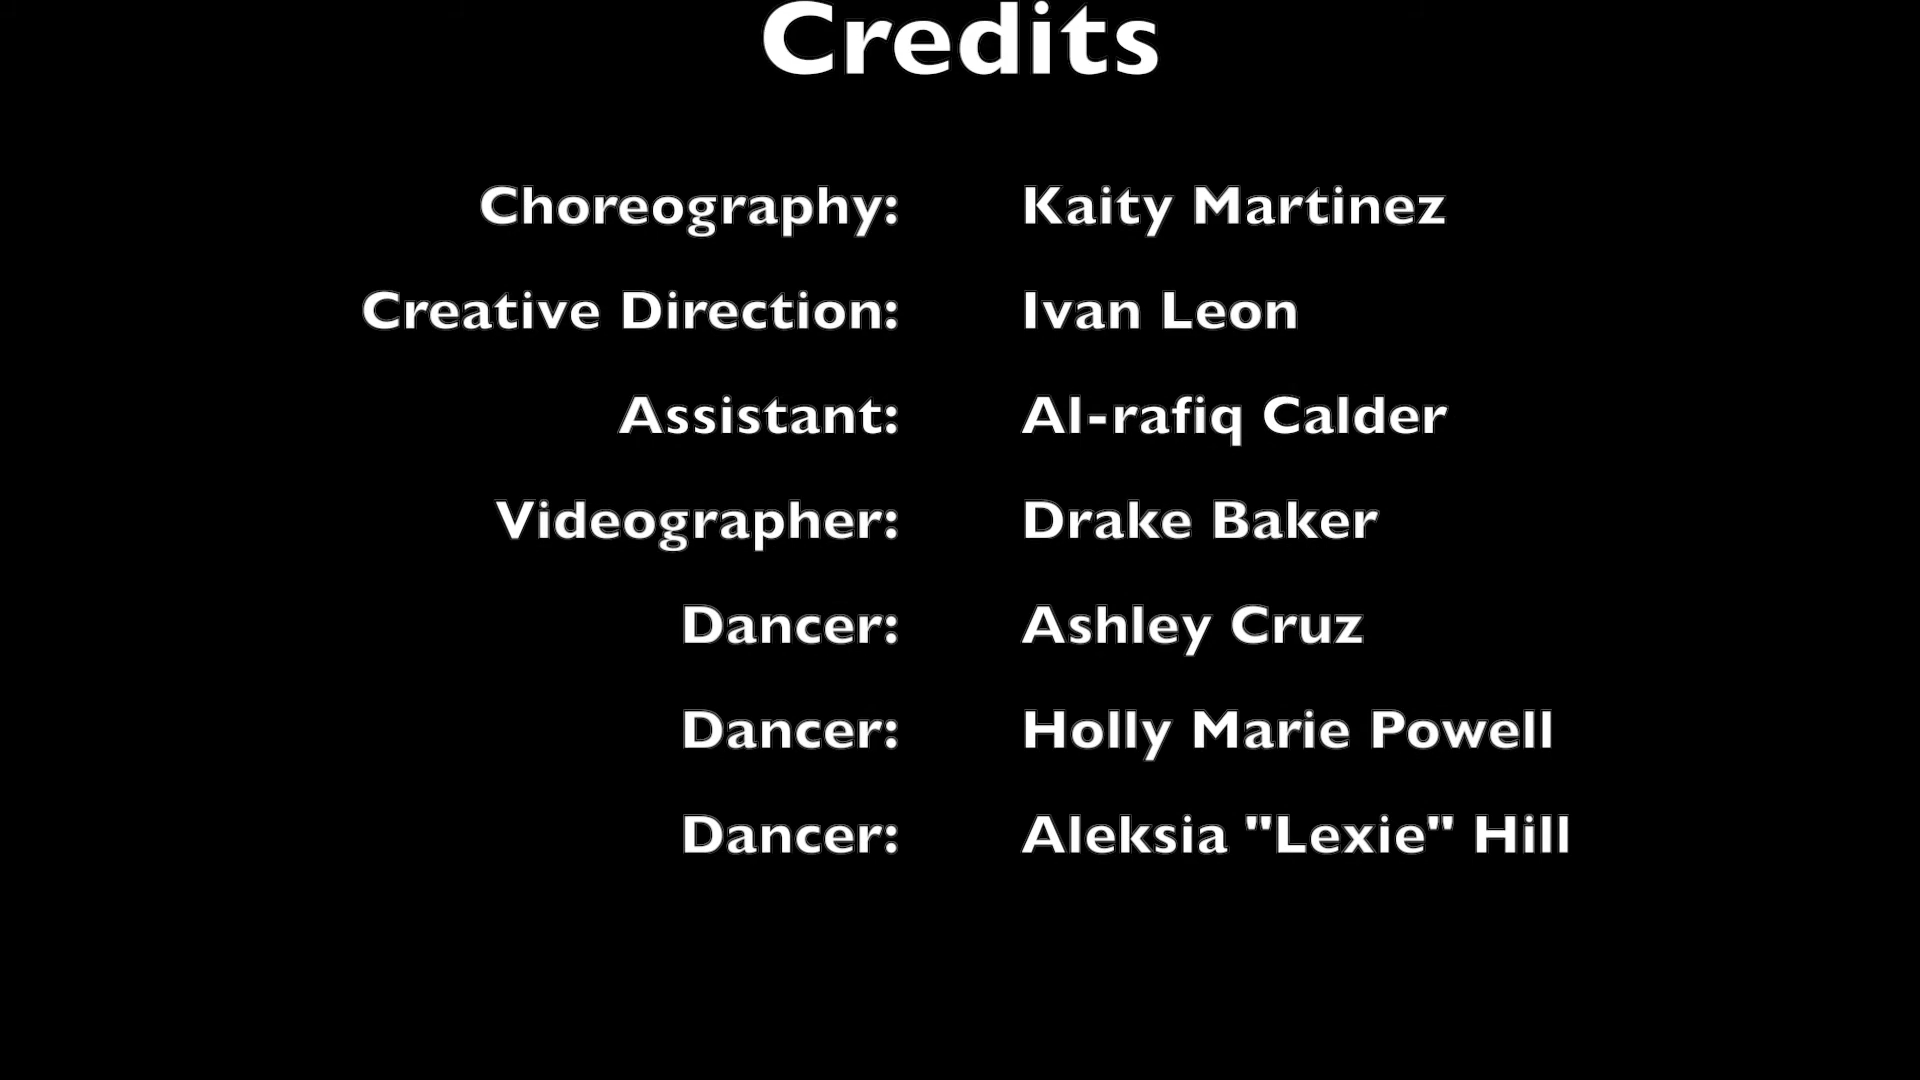 Credits
Choreography: Kaity Martinez
Creative Direction: Ivan Leon
Assistant: Al-rafiq Calder
Videographer: Drake Baker
Dancer: Ashley Cruz
Dancer: Holly Marie Powell
Dancer: Aleksia "Lexie" Hill